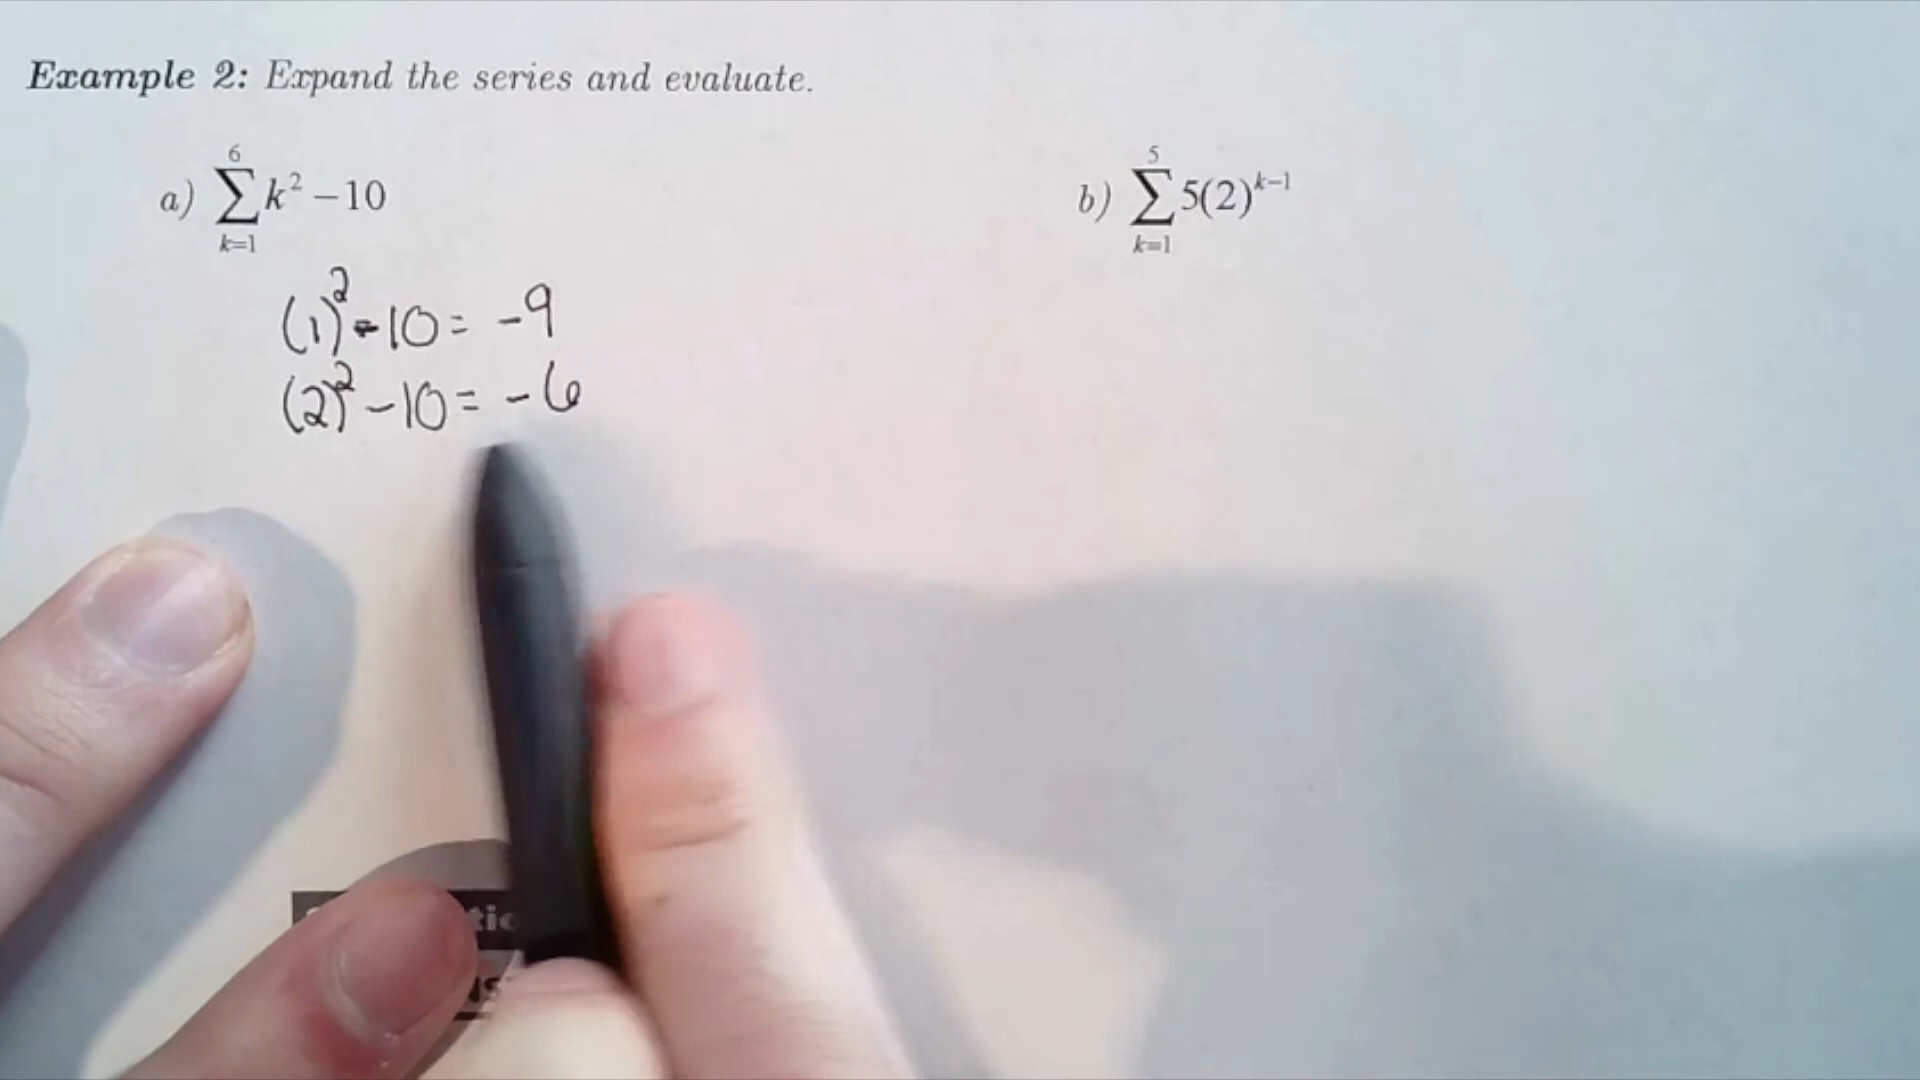 Example 2: Expand the series and evaluate.
a) \sum_{k=1}^{6} k² – 10
b) \sum_{k=1}^{5} 5(2)^{k–1}
(1)² - 10 = -9
(2)² - 10 = -6